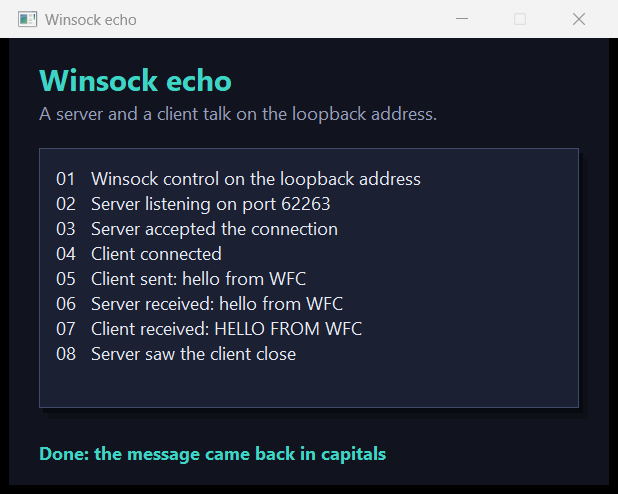 Winsock echo
Winsock echo
A server and a client talk on the loopback address.
01 Winsock control on the loopback address
02 Server listening on port 62263
03 Server accepted the connection
04 Client connected
05 Client sent: hello from WFC
06 Server received: hello from WFC
07 Client received: HELLO FROM WFC
08 Server saw the client close
Done: the message came back in capitals